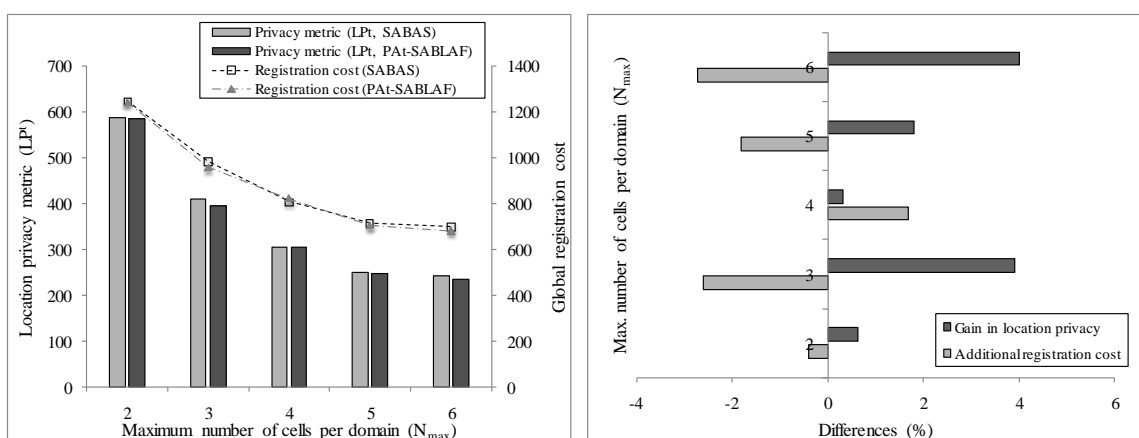 Privacy metric (LPt, SABAS)
Privacy metric (LPt, PAt-SABLAF)
Registration cost (SABAS)
Registration cost (PAt-SABLAF)
Location privacy metric (LPᵗ)
700
600
500
400
300
200
100
0
1400
1200
1000
800
600
400
200
0
Global registration cost
2 3 4 5 6
Maximum number of cells per domain (Nmax)
Max. number of cells per domain (Nmax)
6
5
4
3
2
Gain in location privacy
Additional registration cost
-4 -2 0 2 4 6
Differences (%)